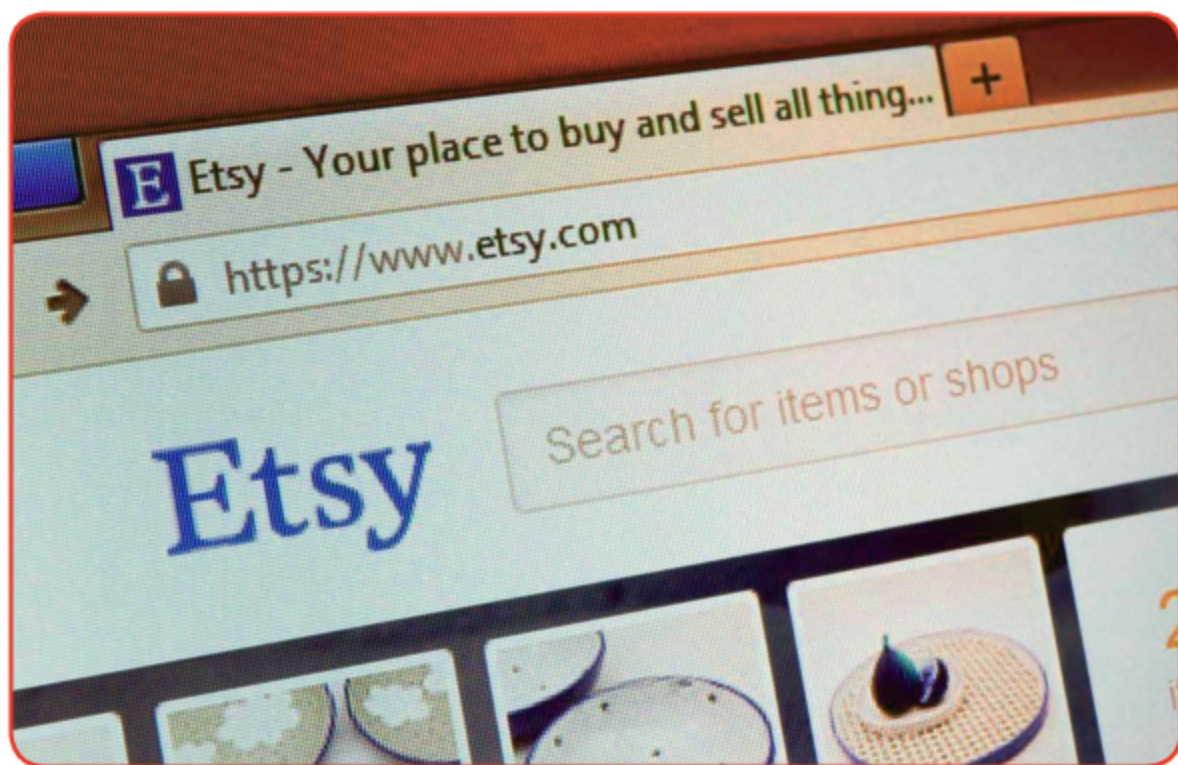 E Etsy - Your place to buy and sell all thing... +
https://www.etsy.com
Etsy
Search for items or shops
2